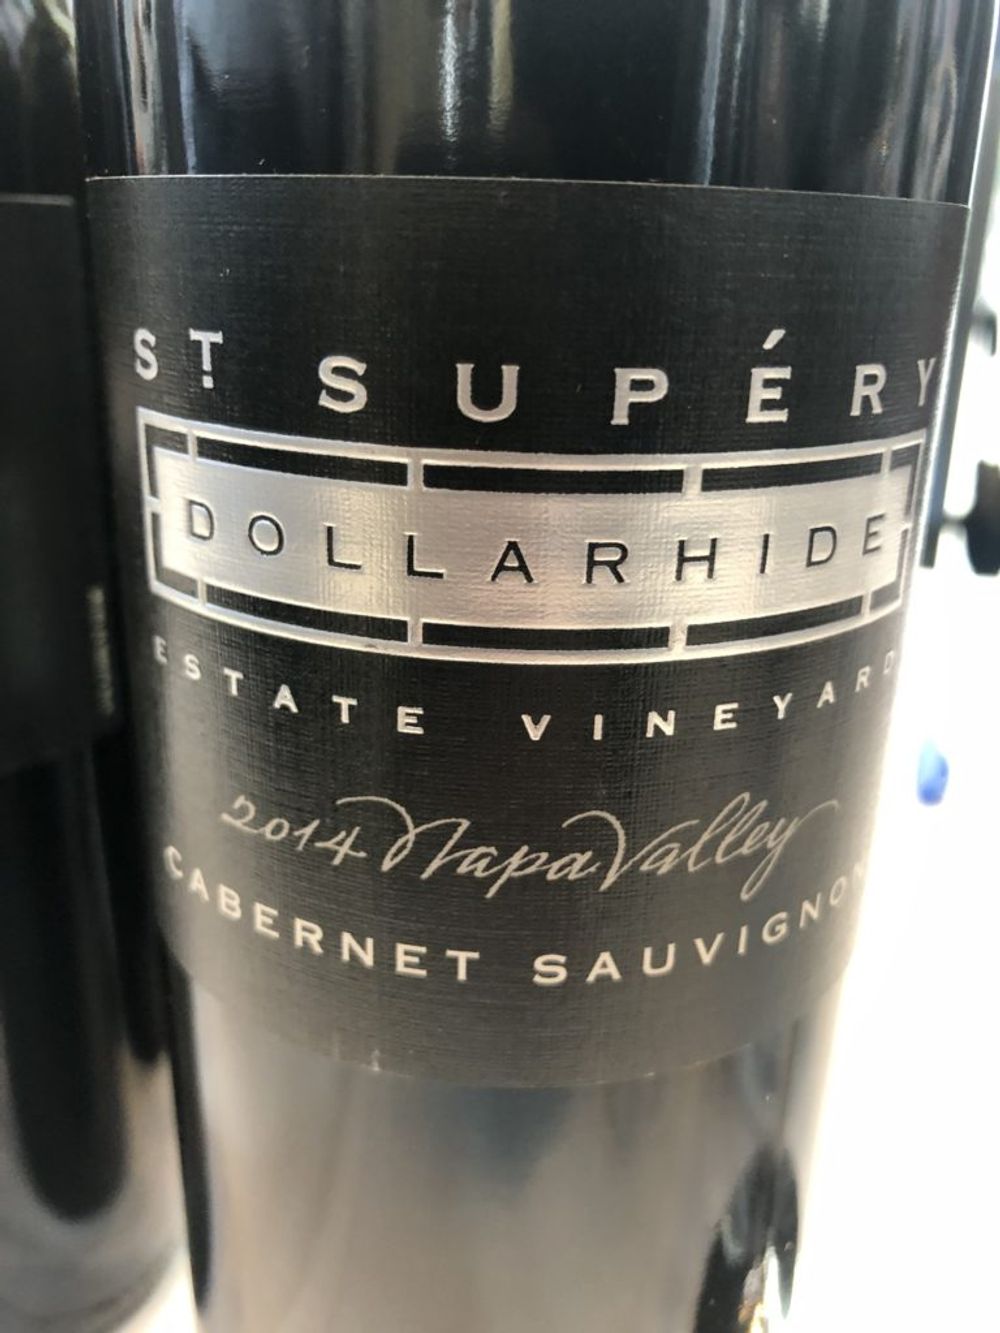 ST SUPÉRY
DOLLARHIDE
ESTATE VINEYARD
2014 Napa Valley
CABERNET SAUVIGNON